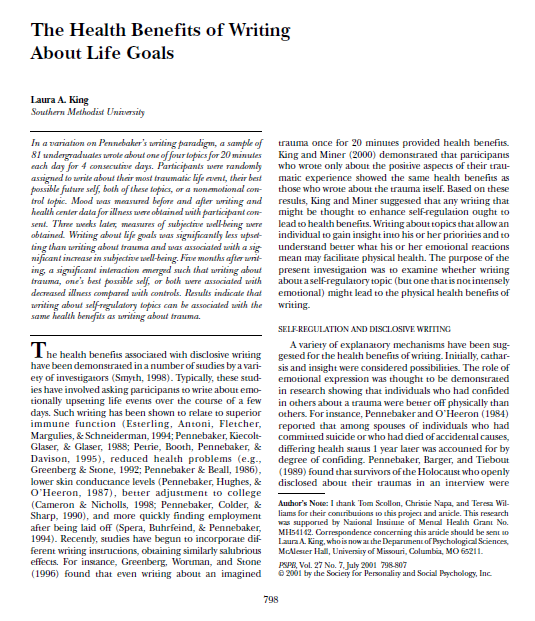 The Health Benefits of Writing
About Life Goals
Laura A. King
Southern Methodist University
In a variation on Pennebaker's writing paradigm, a sample of
81 undergraduates wrote about one of four topics for 20 minutes
each day for 4 consecutive days. Participants were randomly
assigned to write about their most traumatic life event, their best
possible future self, both of these topics, or a nonemotional con-
trol topic. Mood was measured before and after writing and
health center data for illness were obtained with participant con-
sent. Three weeks later, measures of subjective well-being were
obtained. Writing about life goals was significantly less upset-
ting than writing about trauma and was associated with a sig-
nificant increase in subjective well-being. Five months after writ-
ing, a significant interaction emerged such that writing about
trauma, one's best possible self, or both were associated with
decreased illness compared with controls. Results indicate that
writing about self-regulatory topics can be associated with the
same health benefits as writing about trauma.
The health benefits associated with disclosive writing
have been demonstrated in a number of studies by a vari-
ety of investigators (Smyth, 1998). Typically, these stud-
ies have involved asking participants to write about emo-
tionally upsetting life events over the course of a few
days. Such writing has been shown to relate to superior
immune function (Esterling, Antoni, Fletcher,
Margulies, & Schneiderman, 1994; Pennebaker, Kiecolt-
Glaser, & Glaser, 1988; Petrie, Booth, Pennebaker, &
Davison, 1995), reduced health problems (e.g.,
Greenberg & Stone, 1992; Pennebaker & Beall, 1986),
lower skin conductance levels (Pennebaker, Hughes, &
O'Heeron, 1987), better adjustment to college
(Cameron & Nicholls, 1998; Pennebaker, Colder, &
Sharp, 1990), and more quickly finding employment
after being laid off (Spera, Buhrfeind, & Pennebaker,
1994). Recently, studies have begun to incorporate dif-
ferent writing instructions, obtaining similarly salubrious
effects. For instance, Greenberg, Wortman, and Stone
(1996) found that even writing about an imagined
trauma once for 20 minutes provided health benefits.
King and Miner (2000) demonstrated that participants
who wrote only about the positive aspects of their trau-
matic experience showed the same health benefits as
those who wrote about the trauma itself. Based on these
results, King and Miner suggested that any writing that
might be thought to enhance self-regulation ought to
lead to health benefits. Writing about topics that allow an
individual to gain insight into his or her priorities and to
understand better what his or her emotional reactions
mean may facilitate physical health. The purpose of the
present investigation was to examine whether writing
about a self-regulatory topic (but one that is not intensely
emotional) might lead to the physical health benefits of
writing.
SELF-REGULATION AND DISCLOSIVE WRITING
A variety of explanatory mechanisms have been sug-
gested for the health benefits of writing. Initially, cathar-
sis and insight were considered possibilities. The role of
emotional expression was thought to be demonstrated
in research showing that individuals who had confided
in others about a trauma were better off physically than
others. For instance, Pennebaker and O'Heeron (1984)
reported that among spouses of individuals who had
committed suicide or who had died of accidental causes,
differing health status 1 year later was accounted for by
degree of confiding. Pennebaker, Barger, and Tiebout
(1989) found that survivors of the Holocaust who openly
disclosed about their traumas in an interview were
Author's Note: I thank Tom Scollon, Christie Napa, and Teresa Wil-
liams for their contributions to this project and article. This research
was supported by National Institute of Mental Health Grant No.
MH54142. Correspondence concerning this article should be sent to
Laura A. King, who is now at the Department of Psychological Sciences,
McAlester Hall, University of Missouri, Columbia, MO 65211.
PSPB, Vol. 27 No. 7, July 2001 798-807
© 2001 by the Society for Personality and Social Psychology, Inc.
798